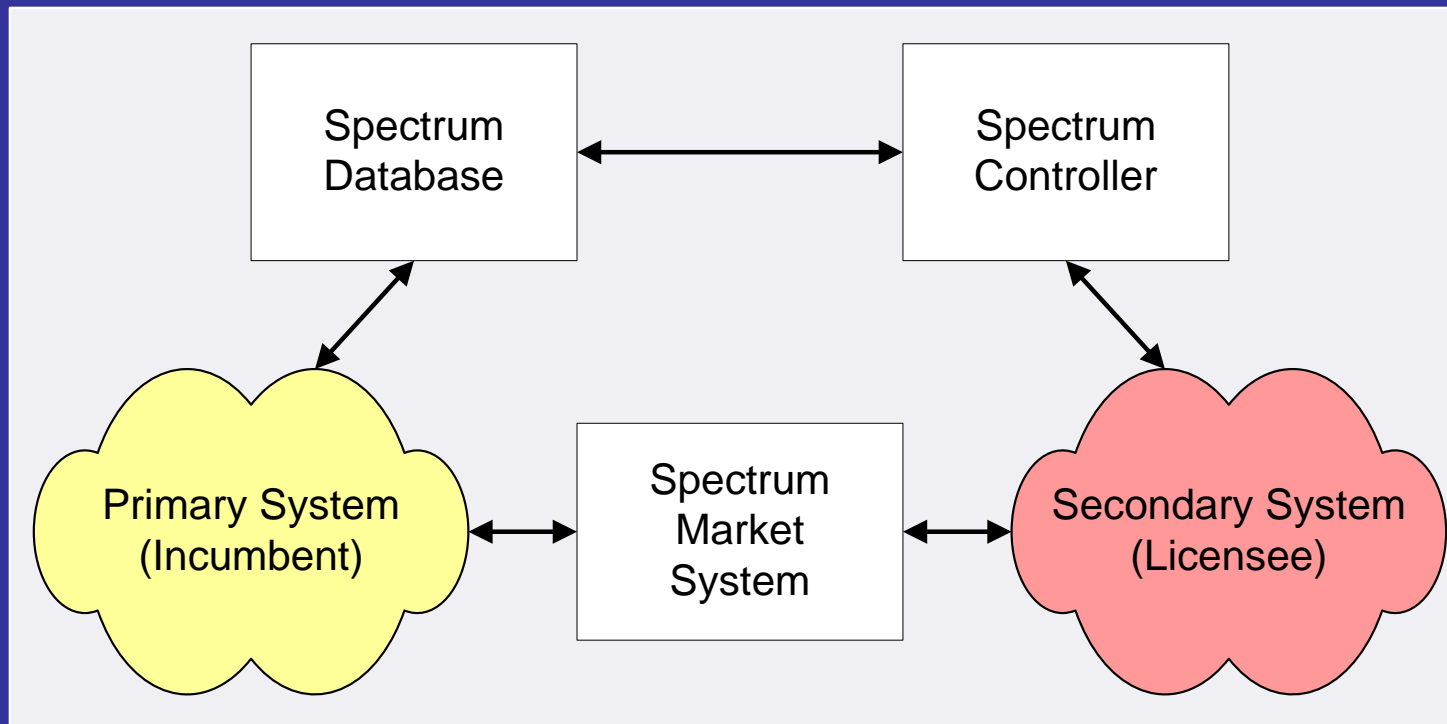 Spectrum
Database
Spectrum
Controller
Primary System
(Incumbent)
Spectrum
Market
System
Secondary System
(Licensee)